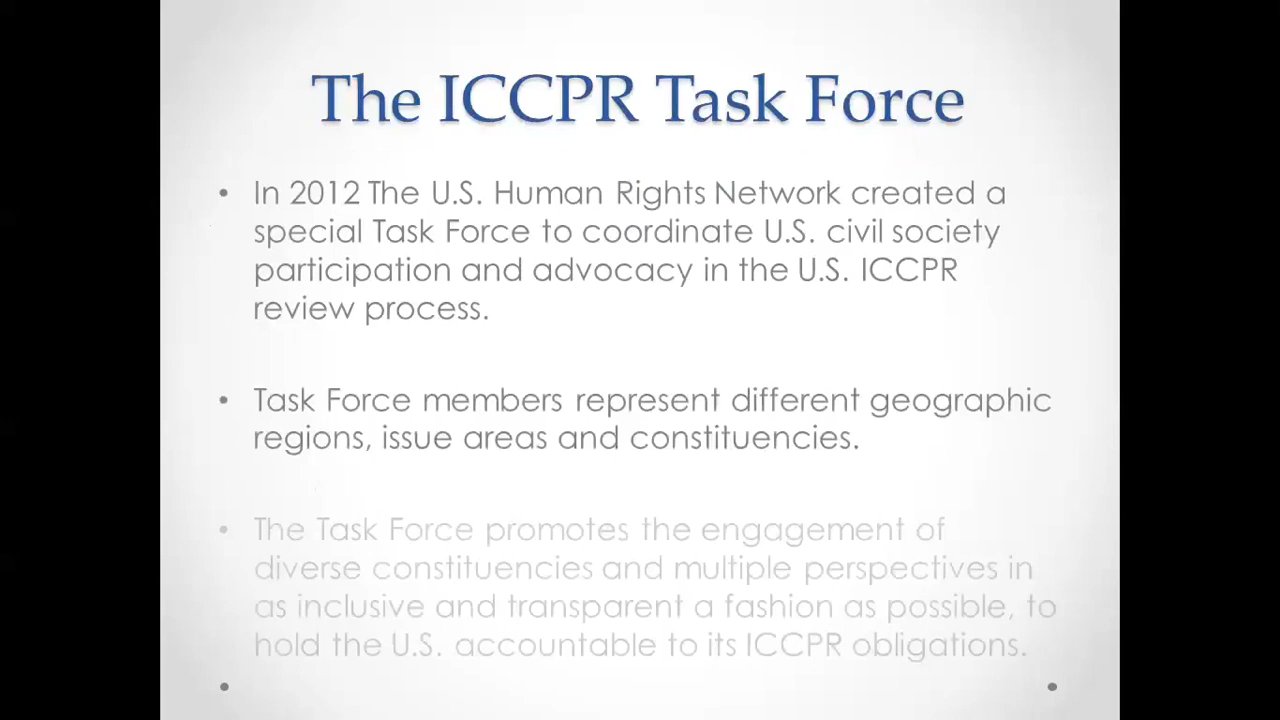 The ICCPR Task Force
• In 2012 The U.S. Human Rights Network created a
special Task Force to coordinate U.S. civil society
participation and advocacy in the U.S. ICCPR
review process.
• Task Force members represent different geographic
regions, issue areas and constituencies.
• The Task Force promotes the engagement of
diverse constituencies and multiple perspectives in
as inclusive and transparent a fashion as possible, to
hold the U.S. accountable to its ICCPR obligations.